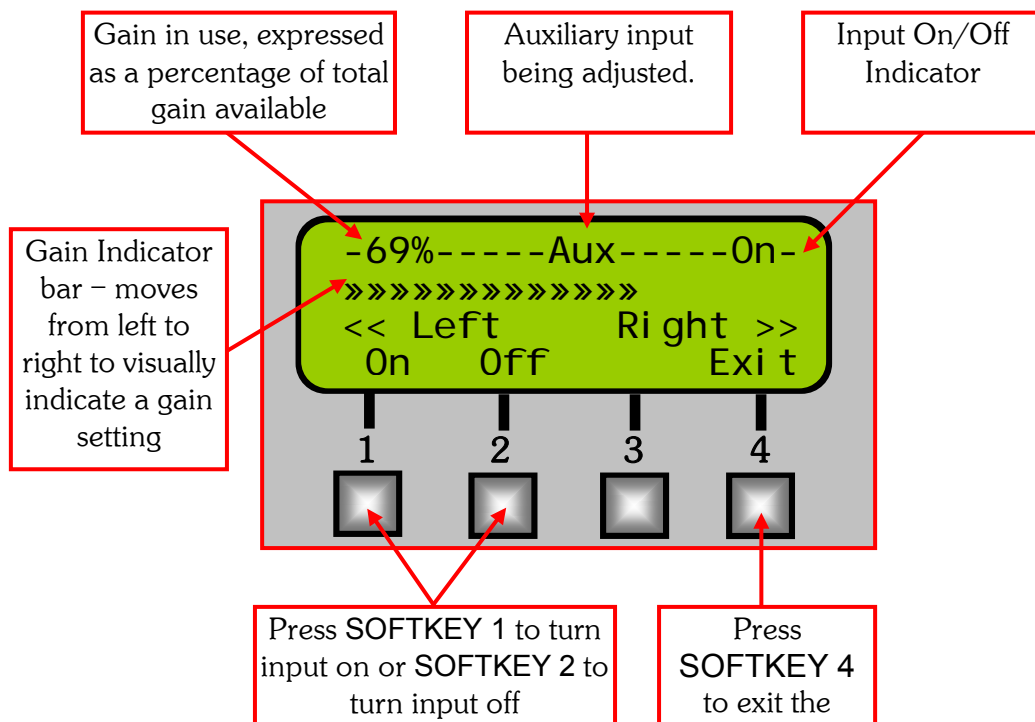 Gain in use, expressed
as a percentage of total
gain available
Auxiliary input
being adjusted.
Input On/Off
Indicator
Gain Indicator
bar – moves
from left to
right to visually
indicate a gain
setting
-69%-----Aux-----On-
»»»»»»»»»»»»»
<< Left Right >>
On Off Exit
1 2 3 4
Press SOFTKEY 1 to turn
input on or SOFTKEY 2 to
turn input off
Press
SOFTKEY 4
to exit the